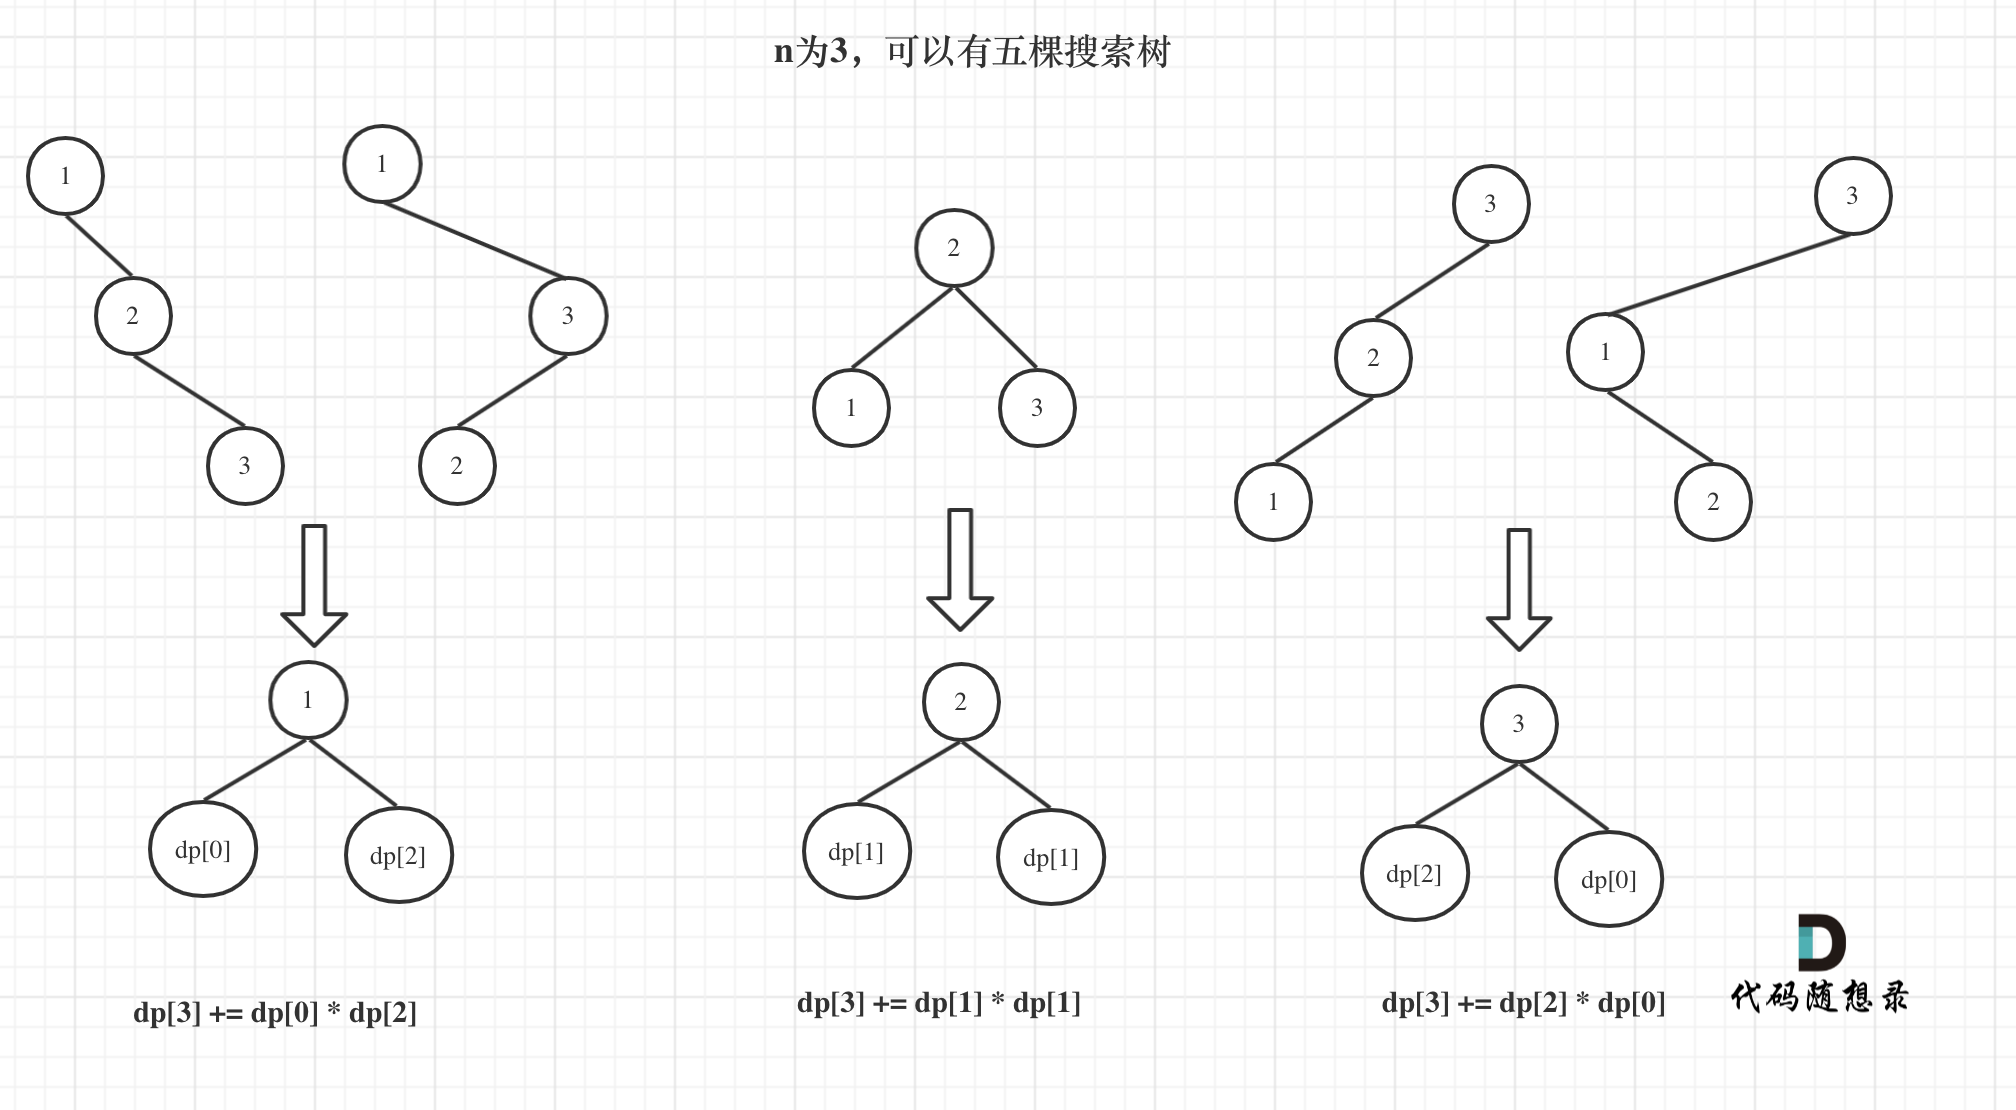 n为3，可以有五棵搜索树
1
2
3
1
3
2
2
1
3
3
2
1
3
1
2
1
dp[0]
dp[2]
dp[3] += dp[0] * dp[2]
2
dp[1]
dp[1]
dp[3] += dp[1] * dp[1]
3
dp[2]
dp[0]
dp[3] += dp[2] * dp[0]
代码随想录